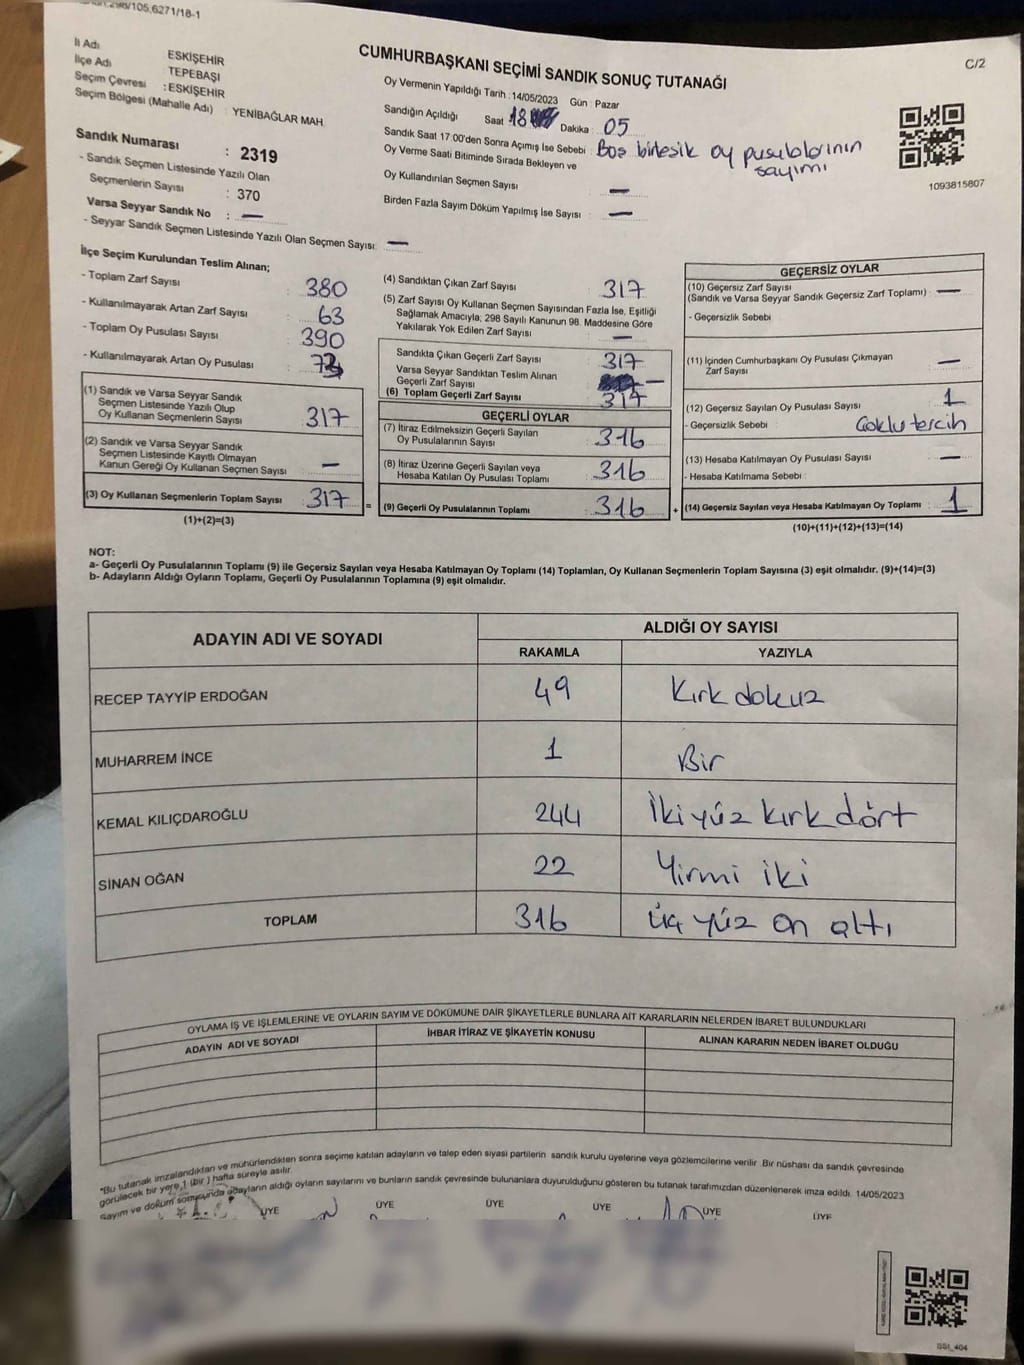 298/105,6271/18-1
C/2
CUMHURBAŞKANI SEÇİMİ SANDIK SONUÇ TUTANAĞI
İl Adı ESKİŞEHİR
İlçe Adı TEPEBAŞI
Seçim Çevresi : ESKİŞEHİR
Seçim Bölgesi (Mahalle Adı) : YENİBAĞLAR MAH.
Sandık Numarası : 2319
- Sandık Seçmen Listesinde Yazılı Olan
Seçmenlerin Sayısı : 370
Varsa Seyyar Sandık No : —
- Seyyar Sandık Seçmen Listesinde Yazılı Olan Seçmen Sayısı: —
Oy Vermenin Yapıldığı Tarih : 14/05/2023 Gün : Pazar
Sandığın Açıldığı Saat 18 Dakika : 05
Sandık Saat 17:00'den Sonra Açımış İse Sebebi : Boş birleşik oy pusulalarının
sayımı
Oy Verme Saati Bitiminde Sırada Bekleyen ve
Oy Kullandırılan Seçmen Sayısı : —
Birden Fazla Sayım Döküm Yapılmış İse Sayısı : —
1093815807
İlçe Seçim Kurulundan Teslim Alınan;
- Toplam Zarf Sayısı : 380
- Kullanılmayarak Artan Zarf Sayısı : 63
- Toplam Oy Pusulası Sayısı : 390
- Kullanılmayarak Artan Oy Pusulası : 73
(1) Sandık ve Varsa Seyyar Sandık
Seçmen Listesinde Yazılı Olup
Oy Kullanan Seçmenlerin Sayısı : 317
(2) Sandık ve Varsa Seyyar Sandık
Seçmen Listesinde Kayıtlı Olmayan
Kanun Gereği Oy Kullanan Seçmen Sayısı : —
(3) Oy Kullanan Seçmenlerin Toplam Sayısı : 317 =
(1)+(2)=(3)
(4) Sandıktan Çıkan Zarf Sayısı : 317
(5) Zarf Sayısı Oy Kullanan Seçmen Sayısından Fazla İse, Eşitliği
Sağlamak Amacıyla; 298 Sayılı Kanunun 98. Maddesine Göre
Yakılarak Yok Edilen Zarf Sayısı : —
Sandıkta Çıkan Geçerli Zarf Sayısı : 317
Varsa Seyyar Sandıktan Teslim Alınan
Geçerli Zarf Sayısı : —
(6) Toplam Geçerli Zarf Sayısı : 317
GEÇERLİ OYLAR
(7) İtiraz Edilmeksizin Geçerli Sayılan
Oy Pusulalarının Sayısı : 316
(8) İtiraz Üzerine Geçerli Sayılan veya
Hesaba Katılan Oy Pusulası Toplamı : 316
(9) Geçerli Oy Pusulalarının Toplamı : 316 +
GEÇERSİZ OYLAR
(10) Geçersiz Zarf Sayısı
(Sandık ve Varsa Seyyar Sandık Geçersiz Zarf Toplamı) : —
- Geçersizlik Sebebi :
(11) İçinden Cumhurbaşkanı Oy Pusulası Çıkmayan
Zarf Sayısı : —
(12) Geçersiz Sayılan Oy Pusulası Sayısı : 1
- Geçersizlik Sebebi : Çoklu tercih
(13) Hesaba Katılmayan Oy Pusulası Sayısı : —
- Hesaba Katılmama Sebebi :
(14) Geçersiz Sayılan veya Hesaba Katılmayan Oy Toplamı : 1
(10)+(11)+(12)+(13)=(14)
NOT:
a- Geçerli Oy Pusulalarının Toplamı (9) ile Geçersiz Sayılan veya Hesaba Katılmayan Oy Toplamı (14) Toplamları, Oy Kullanan Seçmenlerin Toplam Sayısına (3) eşit olmalıdır. (9)+(14)=(3)
b- Adayların Aldığı Oyların Toplamı, Geçerli Oy Pusulalarının Toplamına (9) eşit olmalıdır.
ADAYIN ADI VE SOYADI ALDIĞI OY SAYISI
RAKAMLA YAZIYLA
RECEP TAYYİP ERDOĞAN 49 Kırk dokuz
MUHARREM İNCE 1 Bir
KEMAL KILIÇDAROĞLU 244 İki yüz kırk dört
SİNAN OĞAN 22 Yirmi iki
TOPLAM 316 üç yüz on altı
OYLAMA İŞ VE İŞLEMLERİNE VE OYLARIN SAYIM VE DÖKÜMÜNE DAİR ŞİKAYETLERLE BUNLARA AİT KARARLARIN NELERDEN İBARET BULUNDUKLARI
ADAYIN ADI VE SOYADI İHBAR İTİRAZ VE ŞİKAYETİN KONUSU ALINAN KARARIN NEDEN İBARET OLDUĞU
"Bu tutanak imzalandıktan ve mühürlendikten sonra seçime katılan adayların ve talep eden siyasi partilerin sandık kurulu üyelerine veya gözlemcilerine verilir. Bir nüshası da sandık çevresinde
görülecek bir yere 1 (bir) hafta süreyle asılır.
Sayım ve döküm sonucunda adayların aldığı oyların sayılarını ve bunların sandık çevresinde bulunanlara duyurulduğunu gösteren bu tutanak tarafımızdan düzenlenerek imza edildi. 14/05/2023
ÜYE ÜYE ÜYE ÜYE ÜYE ÜYE
SSI_404